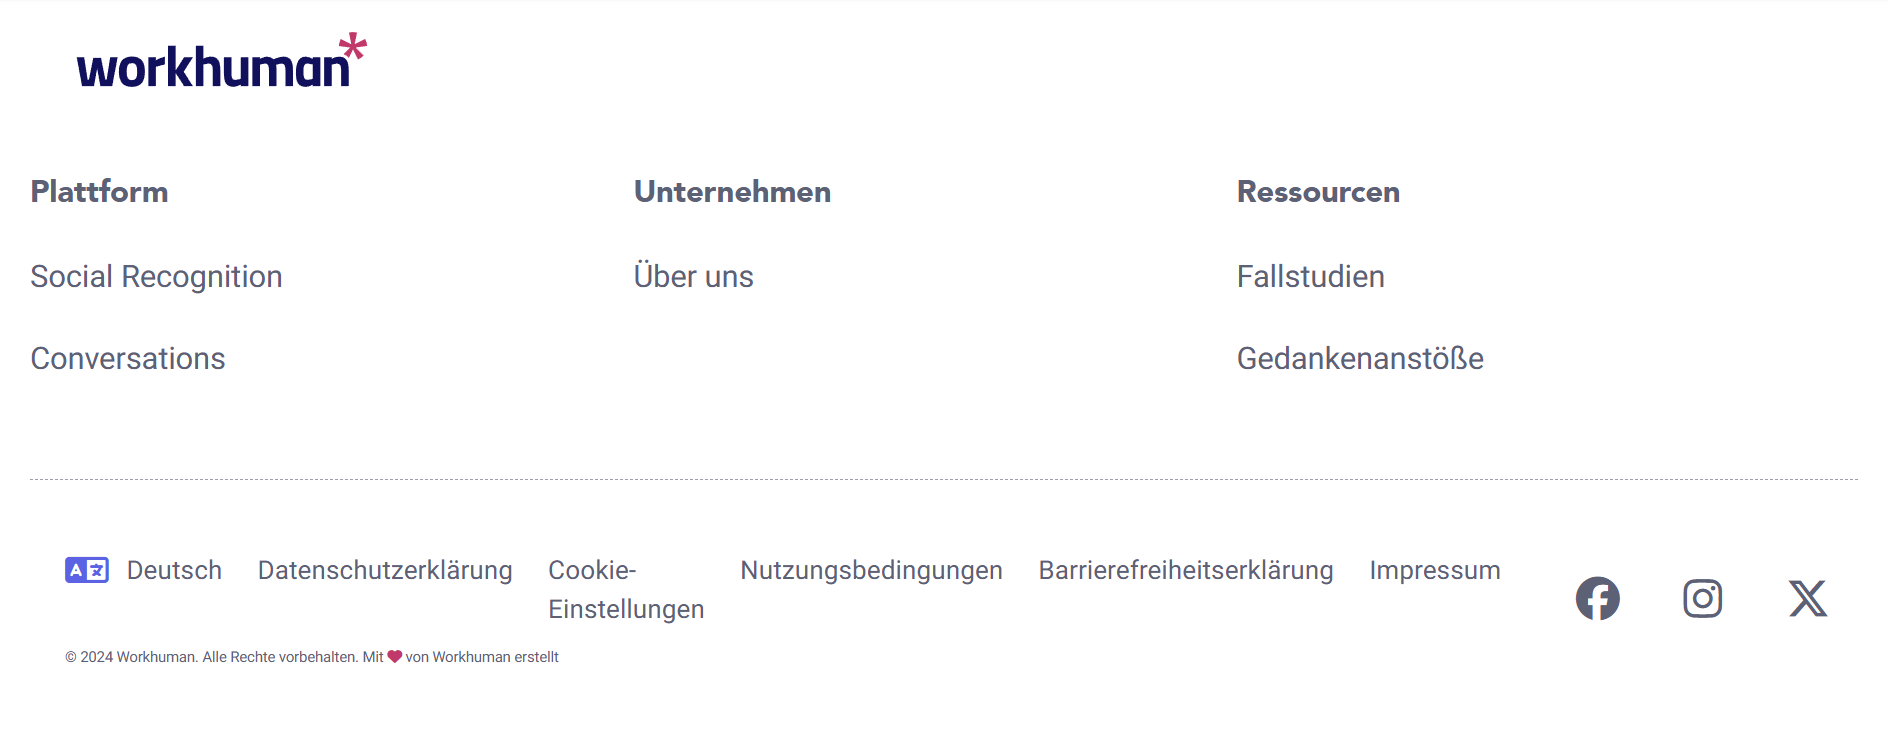 workhuman*
Plattform
Social Recognition
Conversations
Unternehmen
Über uns
Ressourcen
Fallstudien
Gedankenanstöße
Deutsch
Datenschutzerklärung
Cookie-
Einstellungen
Nutzungsbedingungen
Barrierefreiheitserklärung
Impressum
© 2024 Workhuman. Alle Rechte vorbehalten. Mit ❤ von Workhuman erstellt